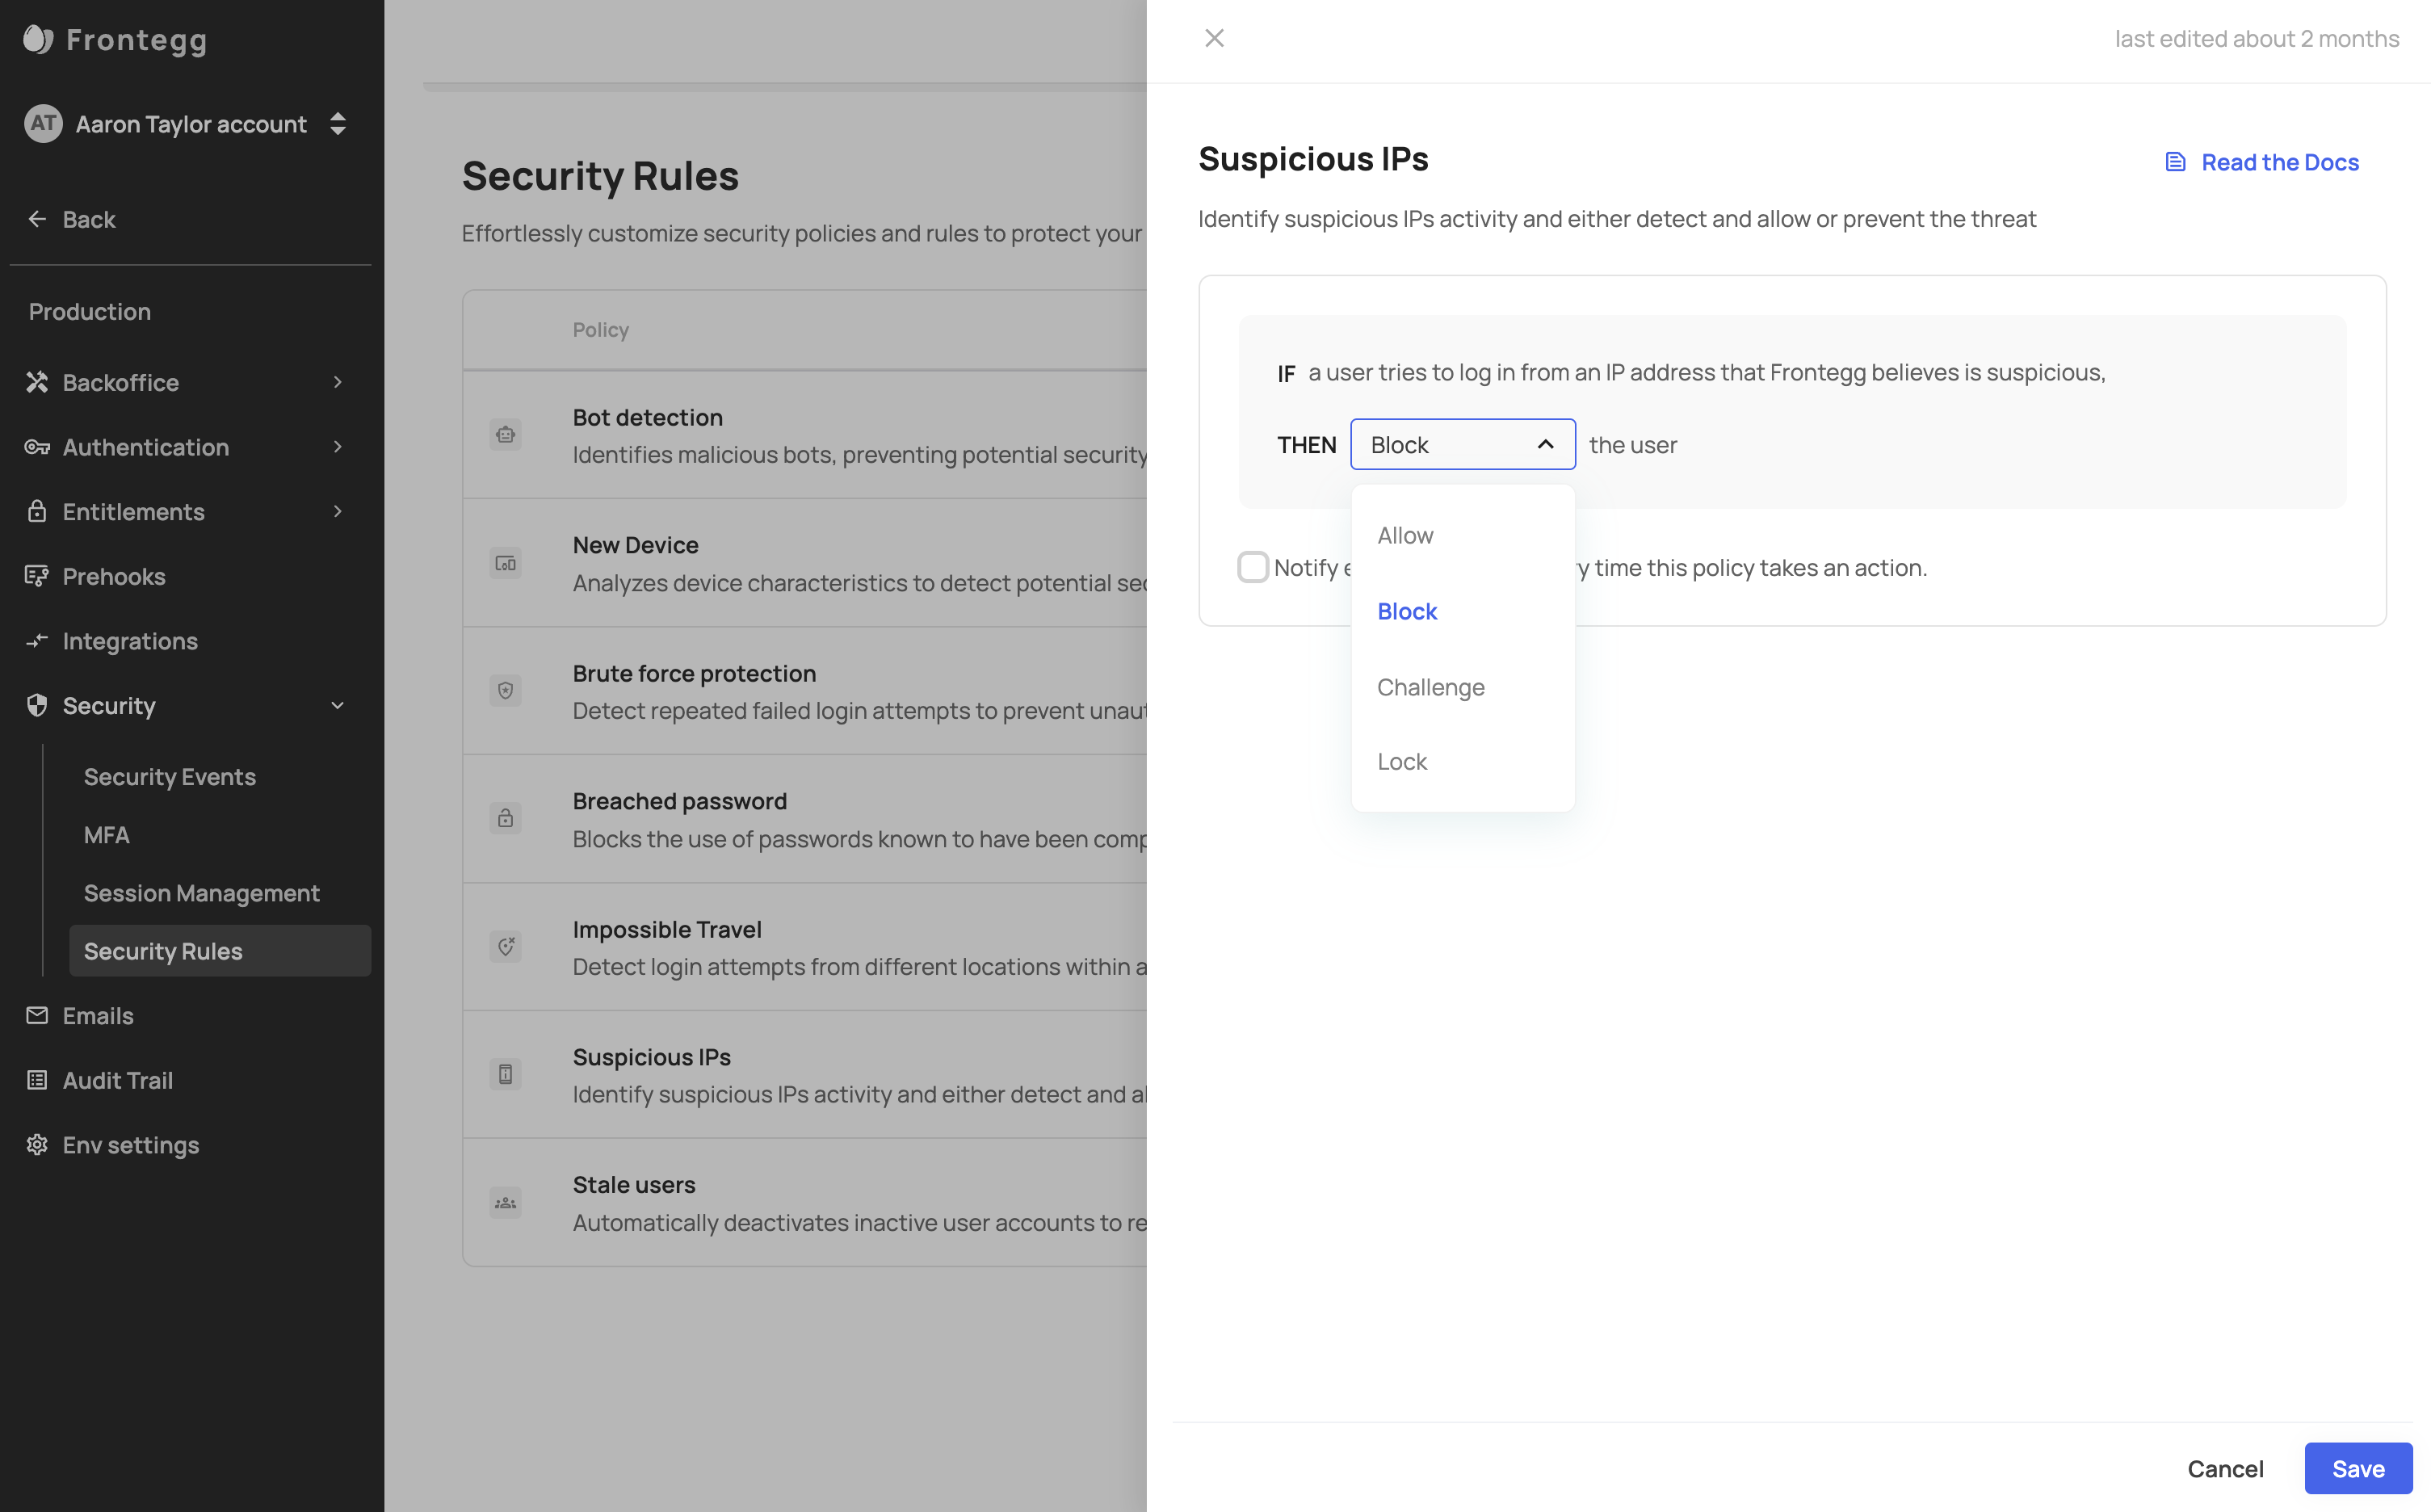 Frontegg
AT Aaron Taylor account
Back
Production
Backoffice
Authentication
Entitlements
Prehooks
Integrations
Security
Security Events
MFA
Session Management
Security Rules
Emails
Audit Trail
Env settings
Security Rules
Effortlessly customize security policies and rules to protect your
Policy
Bot detection
Identifies malicious bots, preventing potential security
New Device
Analyzes device characteristics to detect potential
Brute force protection
Detect repeated failed login attempts to prevent
Breached password
Blocks the use of passwords known to have been
Impossible Travel
Detect login attempts from different locations within a
Suspicious IPs
Identify suspicious IPs activity and either detect and
Stale users
Automatically deactivates inactive user accounts to
last edited about 2 months
Suspicious IPs
Read the Docs
Identify suspicious IPs activity and either detect and allow or prevent the threat
IF a user tries to log in from an IP address that Frontegg believes is suspicious,
THEN Block the user
Allow
Notify time this policy takes an action.
Block
Challenge
Lock
Cancel
Save